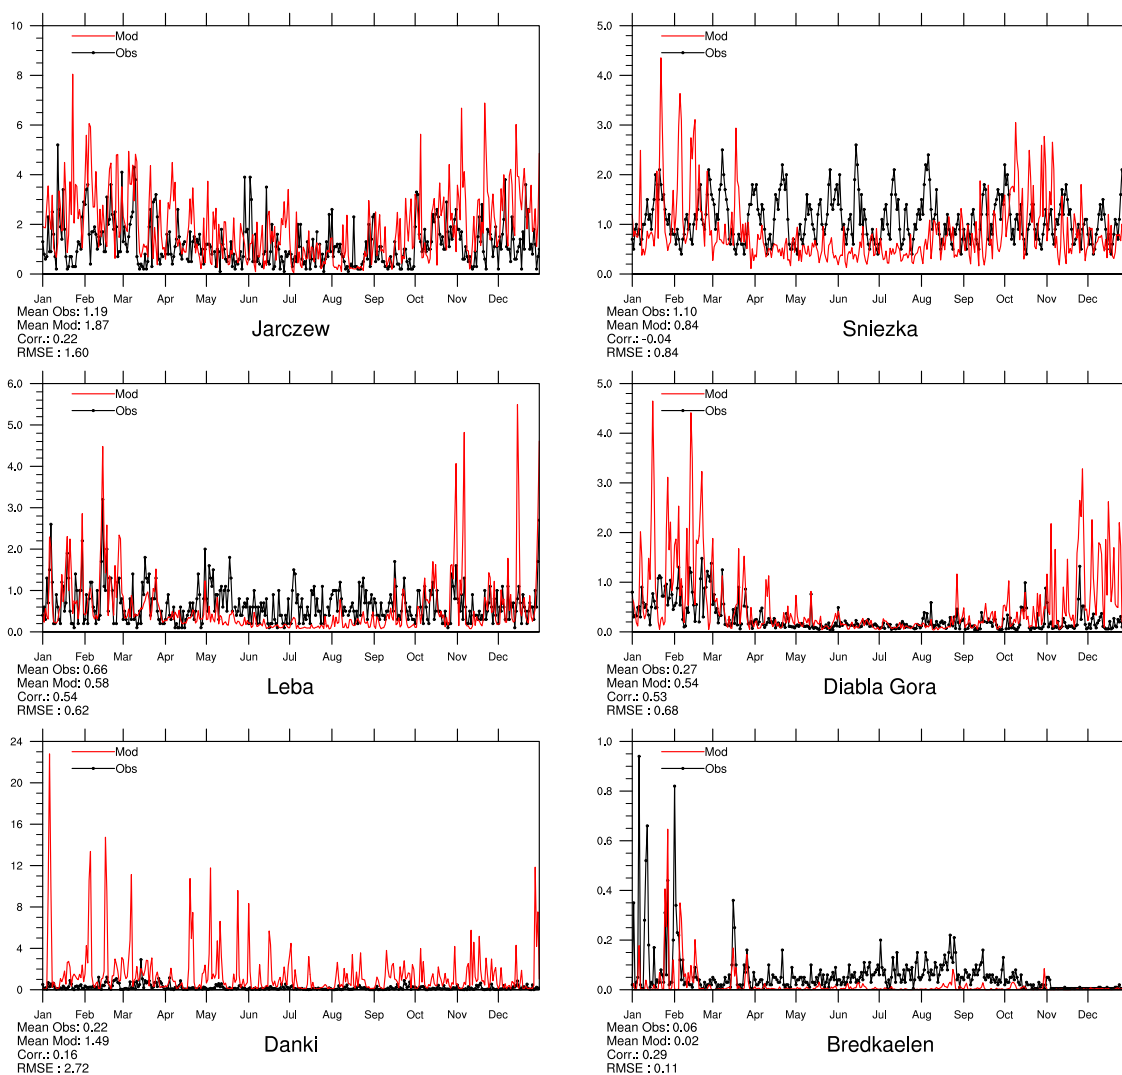 10
8
6
4
2
0
Mod
Obs
Jan Feb Mar Apr May Jun Jul Aug Sep Oct Nov Dec
Mean Obs: 1.19
Mean Mod: 1.87
Corr.: 0.22
RMSE : 1.60
Jarczew
5.0
4.0
3.0
2.0
1.0
0.0
Mod
Obs
Jan Feb Mar Apr May Jun Jul Aug Sep Oct Nov Dec
Mean Obs: 1.10
Mean Mod: 0.84
Corr.: -0.04
RMSE : 0.84
Sniezka
6.0
5.0
4.0
3.0
2.0
1.0
0.0
Mod
Obs
Jan Feb Mar Apr May Jun Jul Aug Sep Oct Nov Dec
Mean Obs: 0.66
Mean Mod: 0.58
Corr.: 0.54
RMSE : 0.62
Leba
5.0
4.0
3.0
2.0
1.0
0.0
Mod
Obs
Jan Feb Mar Apr May Jun Jul Aug Sep Oct Nov Dec
Mean Obs: 0.27
Mean Mod: 0.54
Corr.: 0.53
RMSE : 0.68
Diabla Gora
24
20
16
12
8
4
0
Mod
Obs
Jan Feb Mar Apr May Jun Jul Aug Sep Oct Nov Dec
Mean Obs: 0.22
Mean Mod: 1.49
Corr.: 0.16
RMSE : 2.72
Danki
1.0
0.8
0.6
0.4
0.2
0.0
Mod
Obs
Jan Feb Mar Apr May Jun Jul Aug Sep Oct Nov Dec
Mean Obs: 0.06
Mean Mod: 0.02
Corr.: 0.29
RMSE : 0.11
Bredkaelen